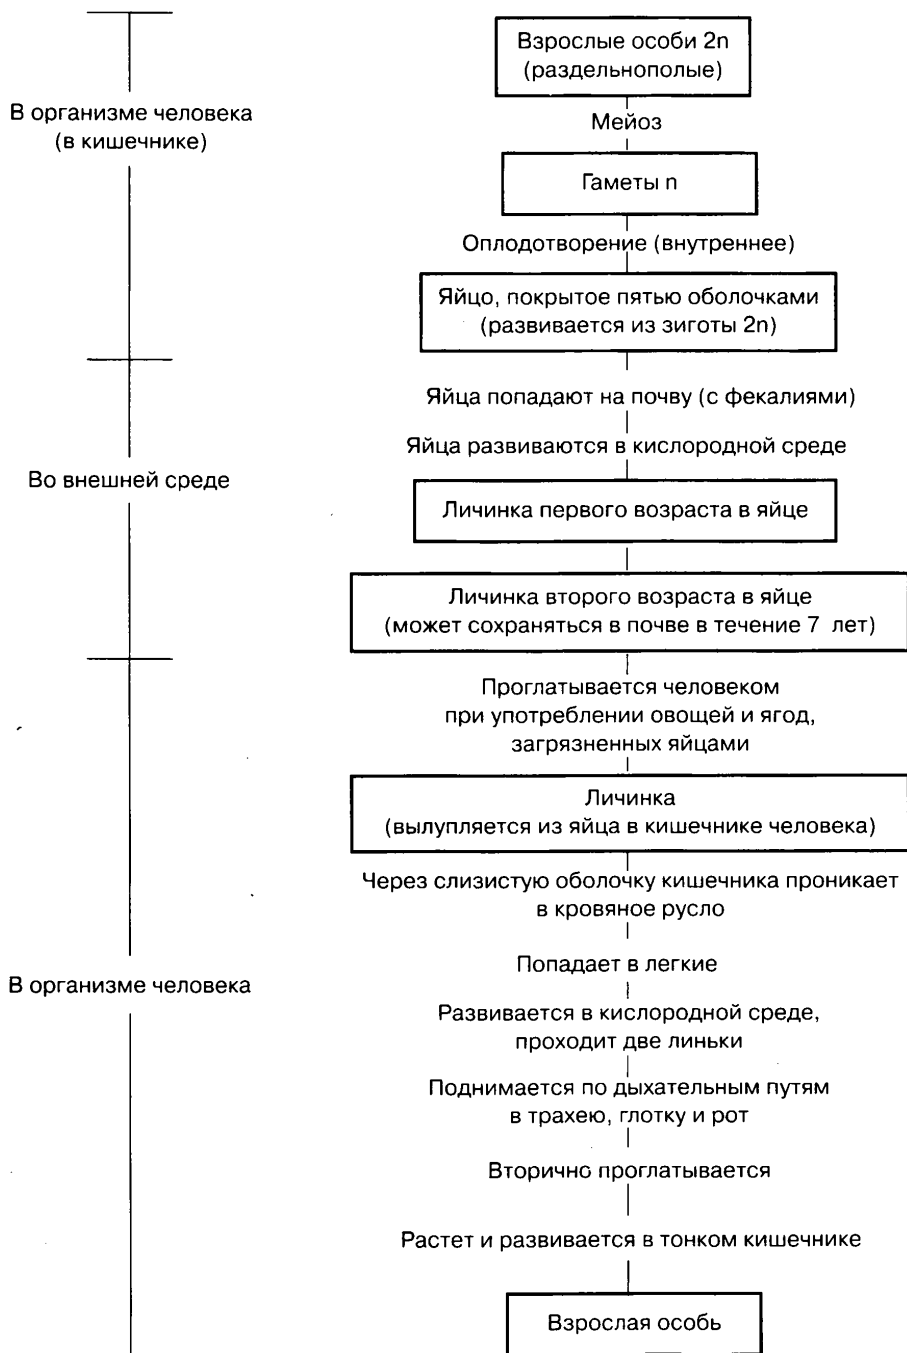 Взрослые особи 2n
(раздельнополые)
В организме человека
(в кишечнике)
Мейоз
Гаметы n
Оплодотворение (внутреннее)
Яйцо, покрытое пятью оболочками
(развивается из зиготы 2n)
Яйца попадают на почву (с фекалиями)
Яйца развиваются в кислородной среде
Во внешней среде
Личинка первого возраста в яйце
Личинка второго возраста в яйце
(может сохраняться в почве в течение 7 лет)
Проглатывается человеком
при употреблении овощей и ягод,
загрязненных яйцами
Личинка
(вылупляется из яйца в кишечнике человека)
Через слизистую оболочку кишечника проникает
в кровяное русло
Попадает в легкие
В организме человека
Развивается в кислородной среде,
проходит две линьки
Поднимается по дыхательным путям
в трахею, глотку и рот
Вторично проглатывается
Растет и развивается в тонком кишечнике
Взрослая особь